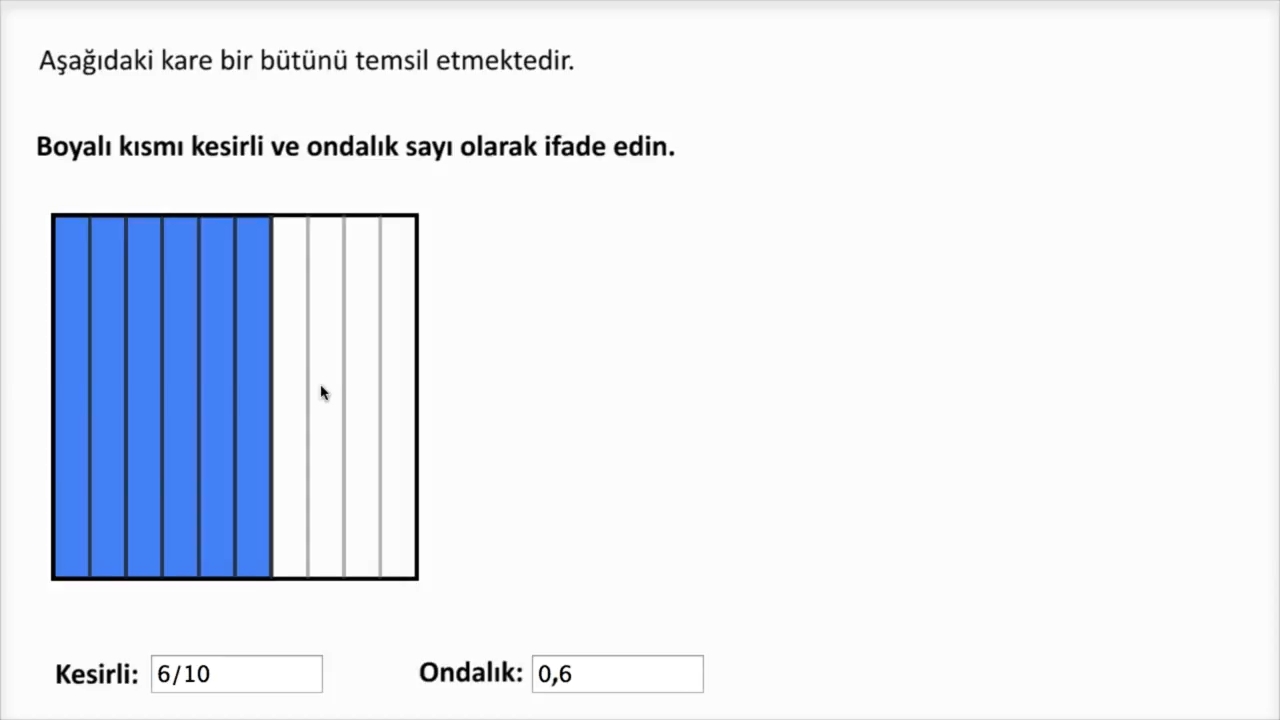 Aşağıdaki kare bir bütünü temsil etmektedir.
Boyalı kısmı kesirli ve ondalık sayı olarak ifade edin.
Kesirli: 6/10 Ondalık: 0,6